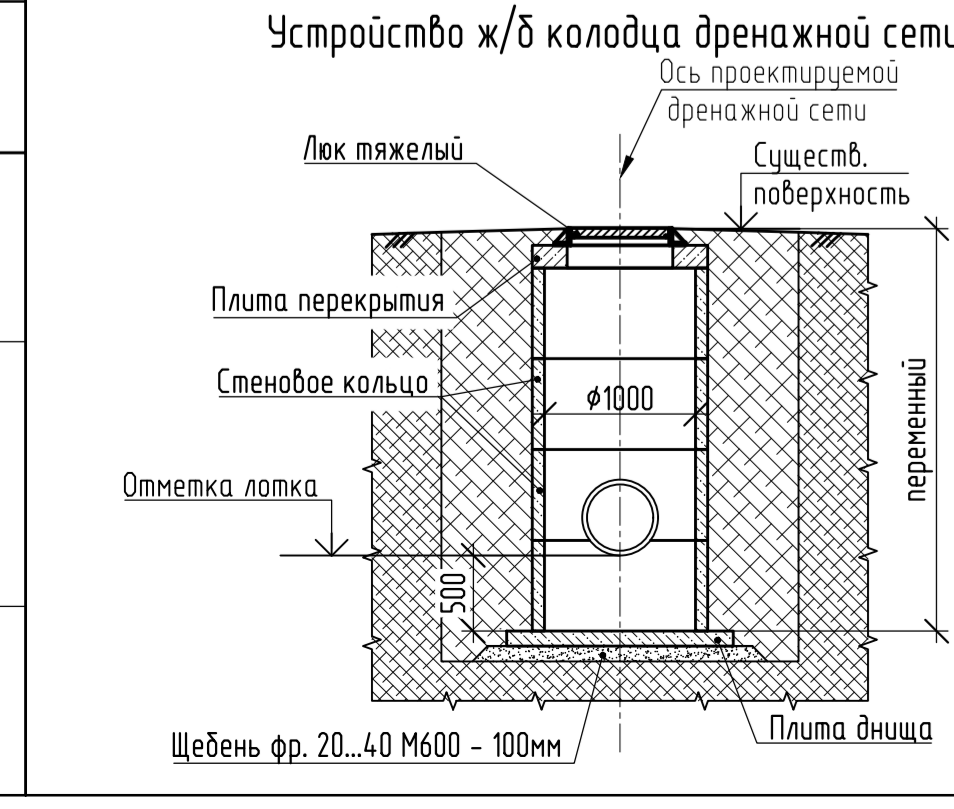 Устройство ж/б колодца дренажной сети
Ось проектируемой
дренажной сети
Люк тяжелый
Существ.
поверхность
Плита перекрытия
Стеновое кольцо
ϕ1000
переменный
Отметка лотка
500
Плита днища
Щебень фр. 20...40 М600 - 100мм